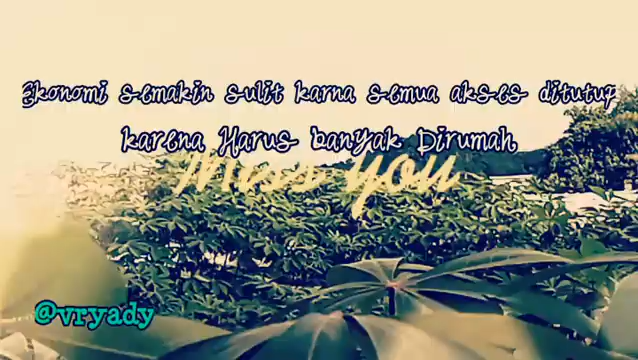 Ekonomi semakin sulit karna semua akses ditutup
karena Harus banyak Dirumah
Miss you
@vryady